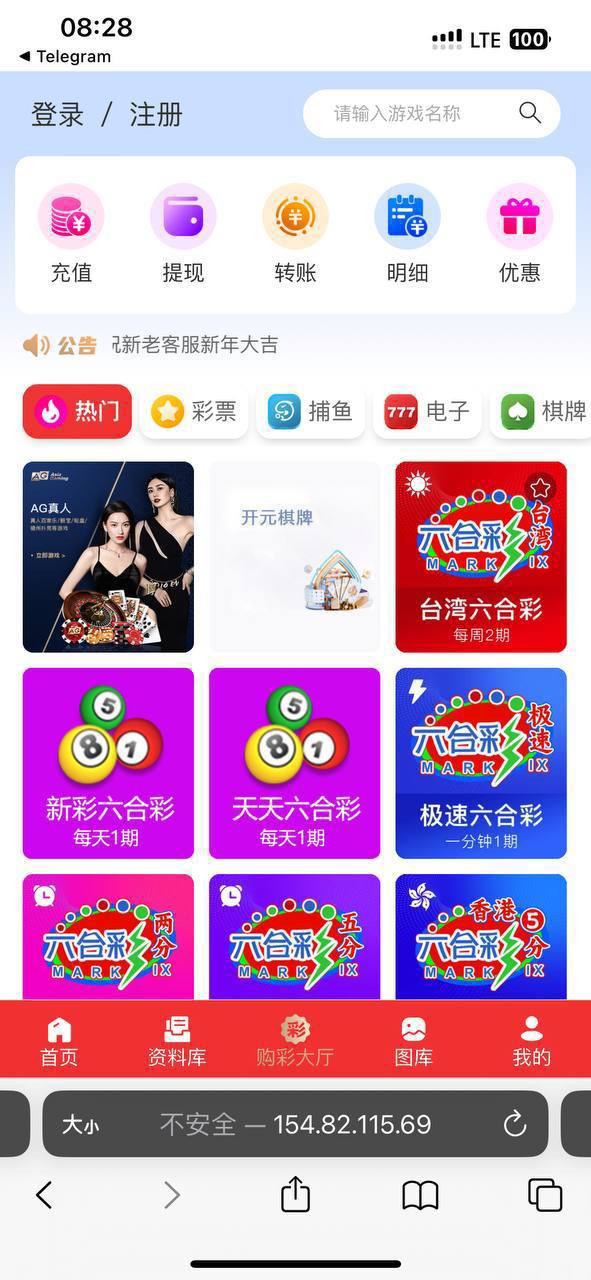 08:28
LTE 100
Telegram
登录 / 注册
请输入游戏名称
充值 提现 转账 明细 优惠
公告 新老客服新年大吉
热门 彩票 捕鱼 777 电子 棋牌
AG Asia Gaming
AG真人
立即游戏 >
开元棋牌
六合彩 台湾
MARK IX
台湾六合彩
每周2期
5 8 1
新彩六合彩
每天1期
5 8 1
天天六合彩
每天1期
六合彩 极速
MARK IX
极速六合彩
一分钟1期
六合彩 两分
MARK IX
六合彩 五分
MARK IX
六合彩 香港5分
MARK IX
首页 资料库 彩 购彩大厅 图库 我的
大小 不安全 — 154.82.115.69